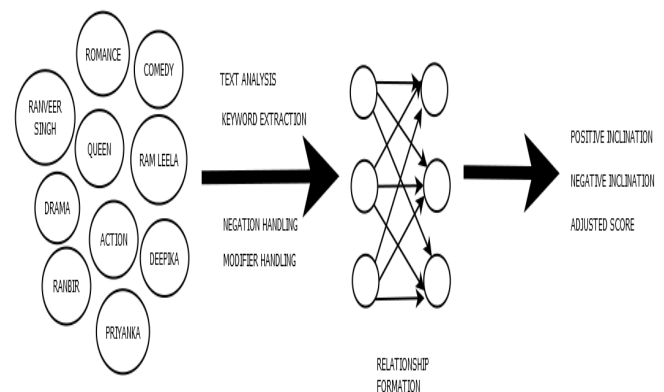 ROMANCE
COMEDY
RANVEER
SINGH
QUEEN
RAM LEELA
DRAMA
ACTION
DEEPIKA
RANBIR
PRIYANKA
TEXT ANALYSIS
KEYWORD EXTRACTION
NEGATION HANDLING
MODIFIER HANDLING
RELATIONSHIP
FORMATION
POSITIVE INCLINATION
NEGATIVE INCLINATION
ADJUSTED SCORE